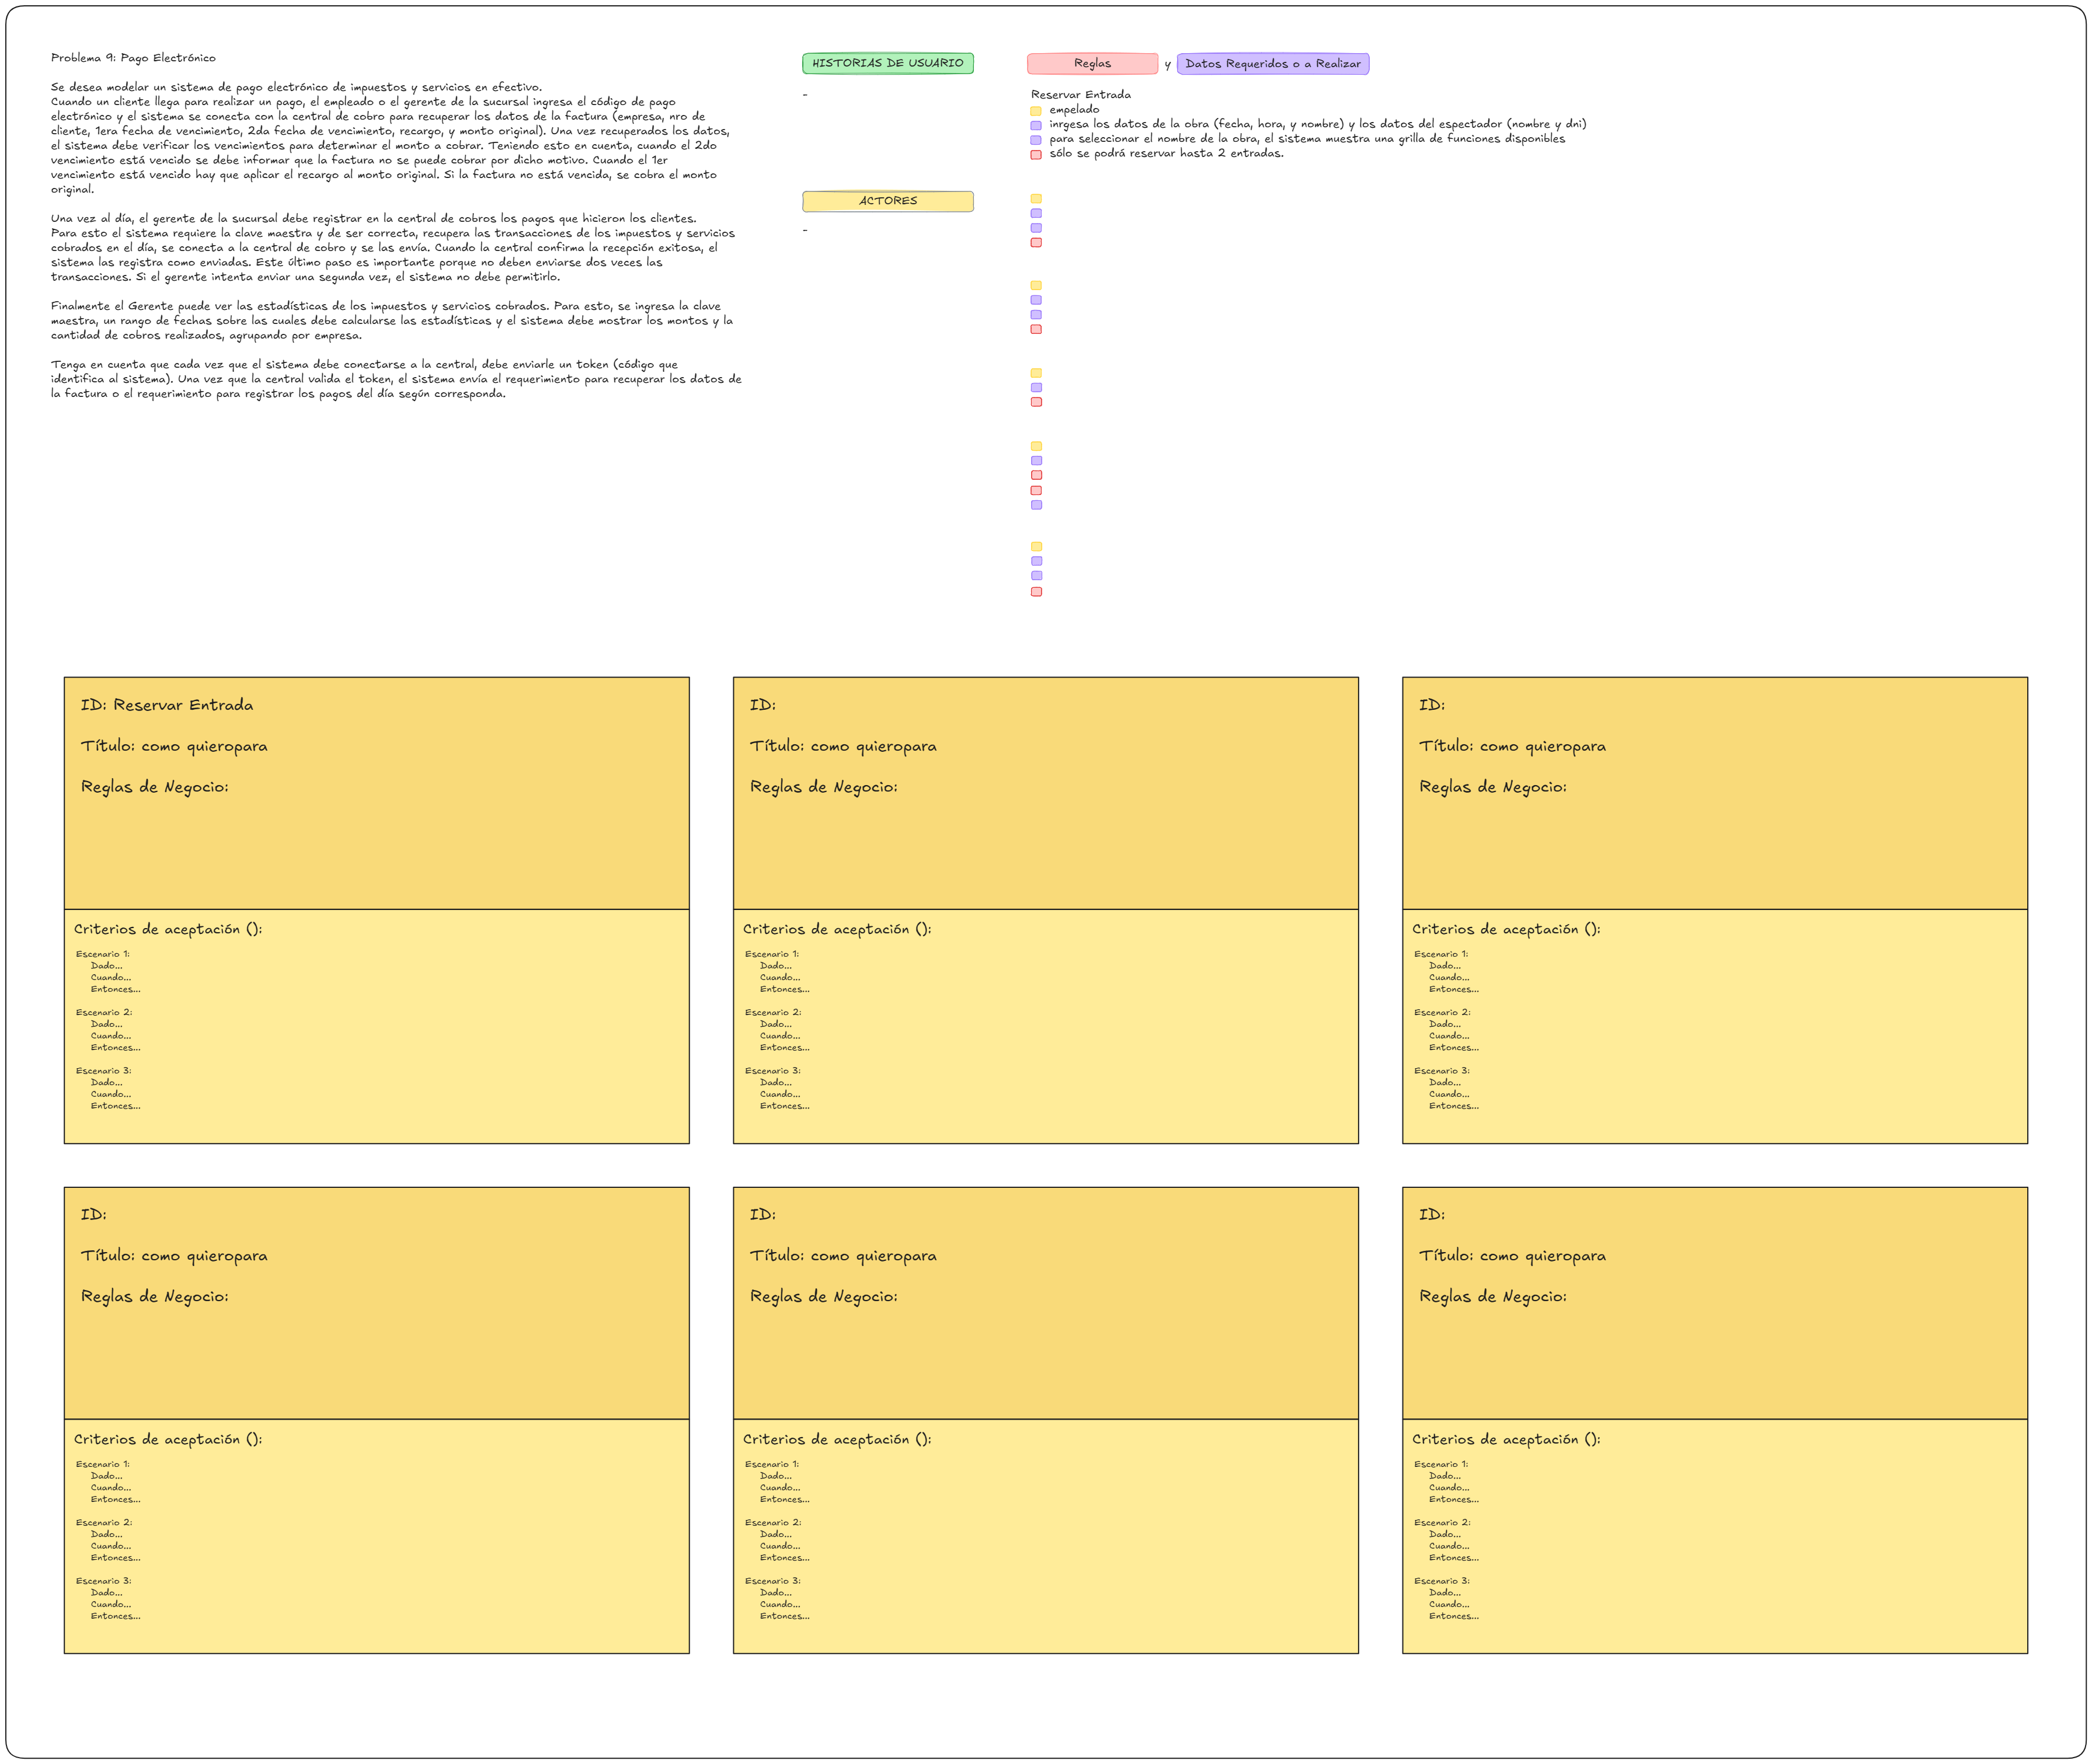 Problema 9: Pago Electrónico
Se desea modelar un sistema de pago electrónico de impuestos y servicios en efectivo.
Cuando un cliente llega para realizar un pago, el empleado o el gerente de la sucursal ingresa el código de pago
electrónico y el sistema se conecta con la central de cobro para recuperar los datos de la factura (empresa, nro de
cliente, 1era fecha de vencimiento, 2da fecha de vencimiento, recargo, y monto original). Una vez recuperados los datos,
el sistema debe verificar los vencimientos para determinar el monto a cobrar. Teniendo esto en cuenta, cuando el 2do
vencimiento está vencido se debe informar que la factura no se puede cobrar por dicho motivo. Cuando el 1er
vencimiento está vencido hay que aplicar el recargo al monto original. Si la factura no está vencida, se cobra el monto
original.
Una vez al día, el gerente de la sucursal debe registrar en la central de cobros los pagos que hicieron los clientes.
Para esto el sistema requiere la clave maestra y de ser correcta, recupera las transacciones de los impuestos y servicios
cobrados en el día, se conecta a la central de cobro y se las envía. Cuando la central confirma la recepción exitosa, el
sistema las registra como enviadas. Este último paso es importante porque no deben enviarse dos veces las
transacciones. Si el gerente intenta enviar una segunda vez, el sistema no debe permitirlo.
Finalmente el Gerente puede ver las estadísticas de los impuestos y servicios cobrados. Para esto, se ingresa la clave
maestra, un rango de fechas sobre las cuales debe calcularse las estadísticas y el sistema debe mostrar los montos y la
cantidad de cobros realizados, agrupando por empresa.
Tenga en cuenta que cada vez que el sistema debe conectarse a la central, debe enviarle un token (código que
identifica al sistema). Una vez que la central valida el token, el sistema envía el requerimiento para recuperar los datos de
la factura o el requerimiento para registrar los pagos del día según corresponda.
HISTORIAS DE USUARIO
-
ACTORES
-
Reglas y Datos Requeridos o a Realizar
Reservar Entrada
empelado
inrgesa los datos de la obra (fecha, hora, y nombre) y los datos del espectador (nombre y dni)
para seleccionar el nombre de la obra, el sistema muestra una grilla de funciones disponibles
sólo se podrá reservar hasta 2 entradas.
ID: Reservar Entrada
Título: como quieropara
Reglas de Negocio:
Criterios de aceptación ():
Escenario 1:
Dado...
Cuando...
Entonces...
Escenario 2:
Dado...
Cuando...
Entonces...
Escenario 3:
Dado...
Cuando...
Entonces...
ID:
Título: como quieropara
Reglas de Negocio:
Criterios de aceptación ():
Escenario 1:
Dado...
Cuando...
Entonces...
Escenario 2:
Dado...
Cuando...
Entonces...
Escenario 3:
Dado...
Cuando...
Entonces...
ID:
Título: como quieropara
Reglas de Negocio:
Criterios de aceptación ():
Escenario 1:
Dado...
Cuando...
Entonces...
Escenario 2:
Dado...
Cuando...
Entonces...
Escenario 3:
Dado...
Cuando...
Entonces...
ID:
Título: como quieropara
Reglas de Negocio:
Criterios de aceptación ():
Escenario 1:
Dado...
Cuando...
Entonces...
Escenario 2:
Dado...
Cuando...
Entonces...
Escenario 3:
Dado...
Cuando...
Entonces...
ID:
Título: como quieropara
Reglas de Negocio:
Criterios de aceptación ():
Escenario 1:
Dado...
Cuando...
Entonces...
Escenario 2:
Dado...
Cuando...
Entonces...
Escenario 3:
Dado...
Cuando...
Entonces...
ID:
Título: como quieropara
Reglas de Negocio:
Criterios de aceptación ():
Escenario 1:
Dado...
Cuando...
Entonces...
Escenario 2:
Dado...
Cuando...
Entonces...
Escenario 3:
Dado...
Cuando...
Entonces...